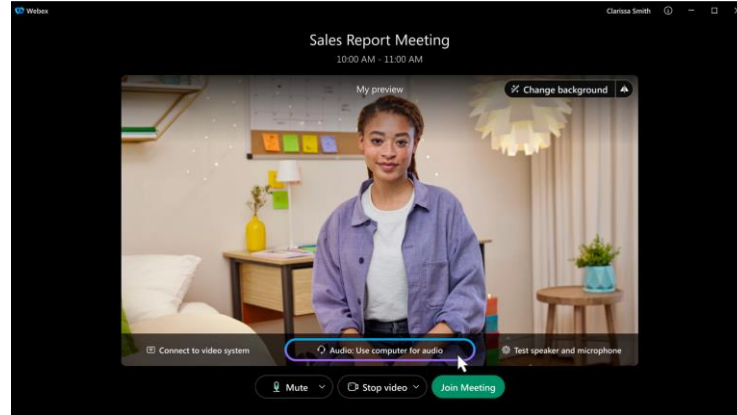 Webex
Clarissa Smith
Sales Report Meeting
10:00 AM - 11:00 AM
My preview
Change background
Connect to video system
Audio: Use computer for audio
Test speaker and microphone
Mute
Stop video
Join Meeting